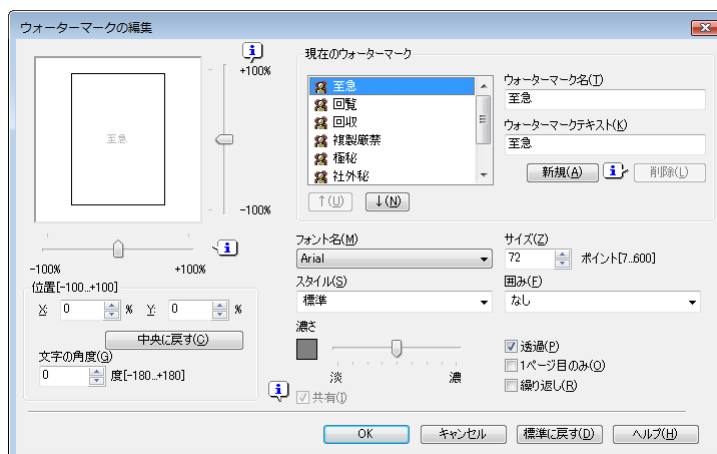 ウォーターマークの編集
+100%
至急
-100%
-100%
+100%
位置[-100..+100]
X: 0 % Y: 0 %
中央に戻す(C)
文字の角度(G)
0 度[-180..+180]
現在のウォーターマーク
至急
回覧
回収
複製厳禁
極秘
社外秘
↑(U) ↓(N)
ウォーターマーク名(T)
至急
ウォーターマークテキスト(K)
至急
新規(A) 削除(L)
フォント名(M)
Arial
サイズ(Z)
72 ポイント[7..600]
スタイル(S)
標準
囲み(F)
なし
濃さ
淡 濃
共有(I)
透過(P)
1ページ目のみ(O)
繰り返し(R)
OK キャンセル 標準に戻す(D) ヘルプ(H)